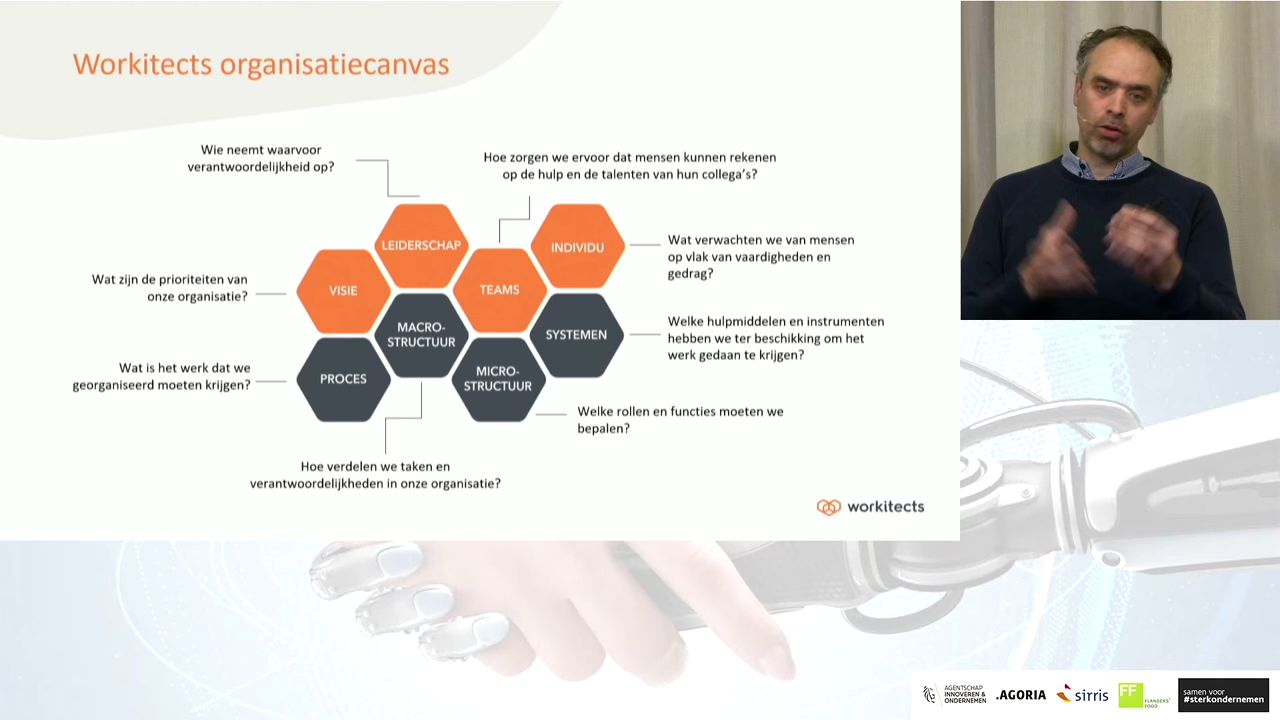 Workitects organisatiecanvas
Wie neemt waarvoor
verantwoordelijkheid op?
Hoe zorgen we ervoor dat mensen kunnen rekenen
op de hulp en de talenten van hun collega's?
LEIDERSCHAP
INDIVIDU
Wat verwachten we van mensen
op vlak van vaardigheden en
gedrag?
Wat zijn de prioriteiten van
onze organisatie?
VISIE
TEAMS
MACRO-
STRUCTUUR
SYSTEMEN
Welke hulpmiddelen en instrumenten
hebben we ter beschikking om het
werk gedaan te krijgen?
Wat is het werk dat we
georganiseerd moeten krijgen?
PROCES
MICRO-
STRUCTUUR
Welke rollen en functies moeten we
bepalen?
Hoe verdelen we taken en
verantwoordelijkheden in onze organisatie?
workitects
AGENTSCHAP
INNOVEREN &
ONDERNEMEN
.AGORIA
sirris
FF
FLANDERS'
FOOD
samen voor
#sterkondernemen